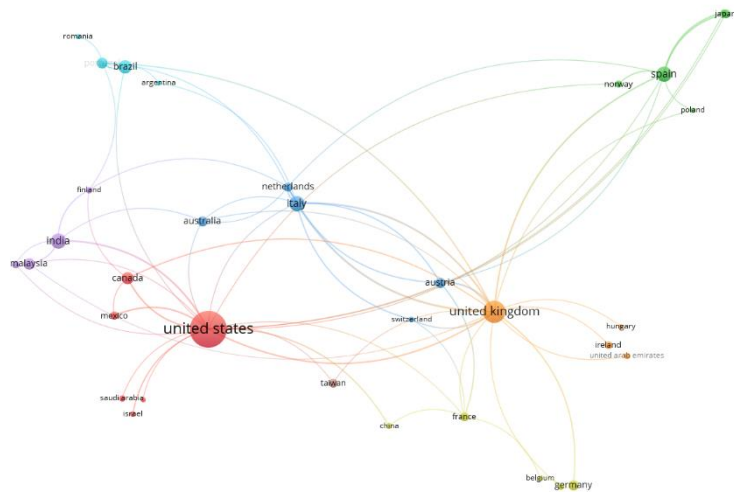 japan
romania
brazil
spain
argentina
norway
poland
netherlands
finland
italy
australia
india
malaysia
canada
austria
mexico
united kingdom
switzerland
united states
hungary
ireland
united arab emirates
taiwan
saudi arabia
israel
france
china
belgium
germany